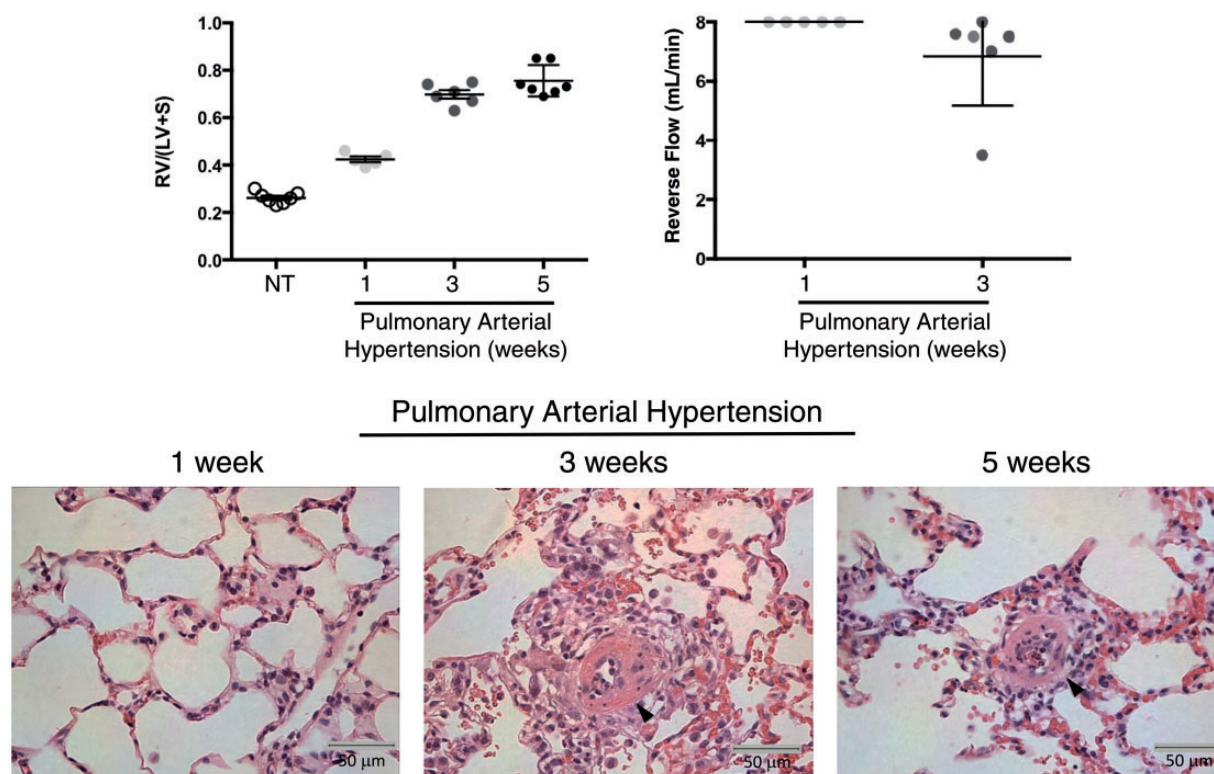 1.0
0.8
0.6
0.4
0.2
0.0
RV/(LV+S)
NT
1
3
5
Pulmonary Arterial
Hypertension (weeks)
8
6
4
2
0
Reverse Flow (mL/min)
1
3
Pulmonary Arterial
Hypertension (weeks)
Pulmonary Arterial Hypertension
1 week
3 weeks
5 weeks
50 μm
50 μm
50 μm